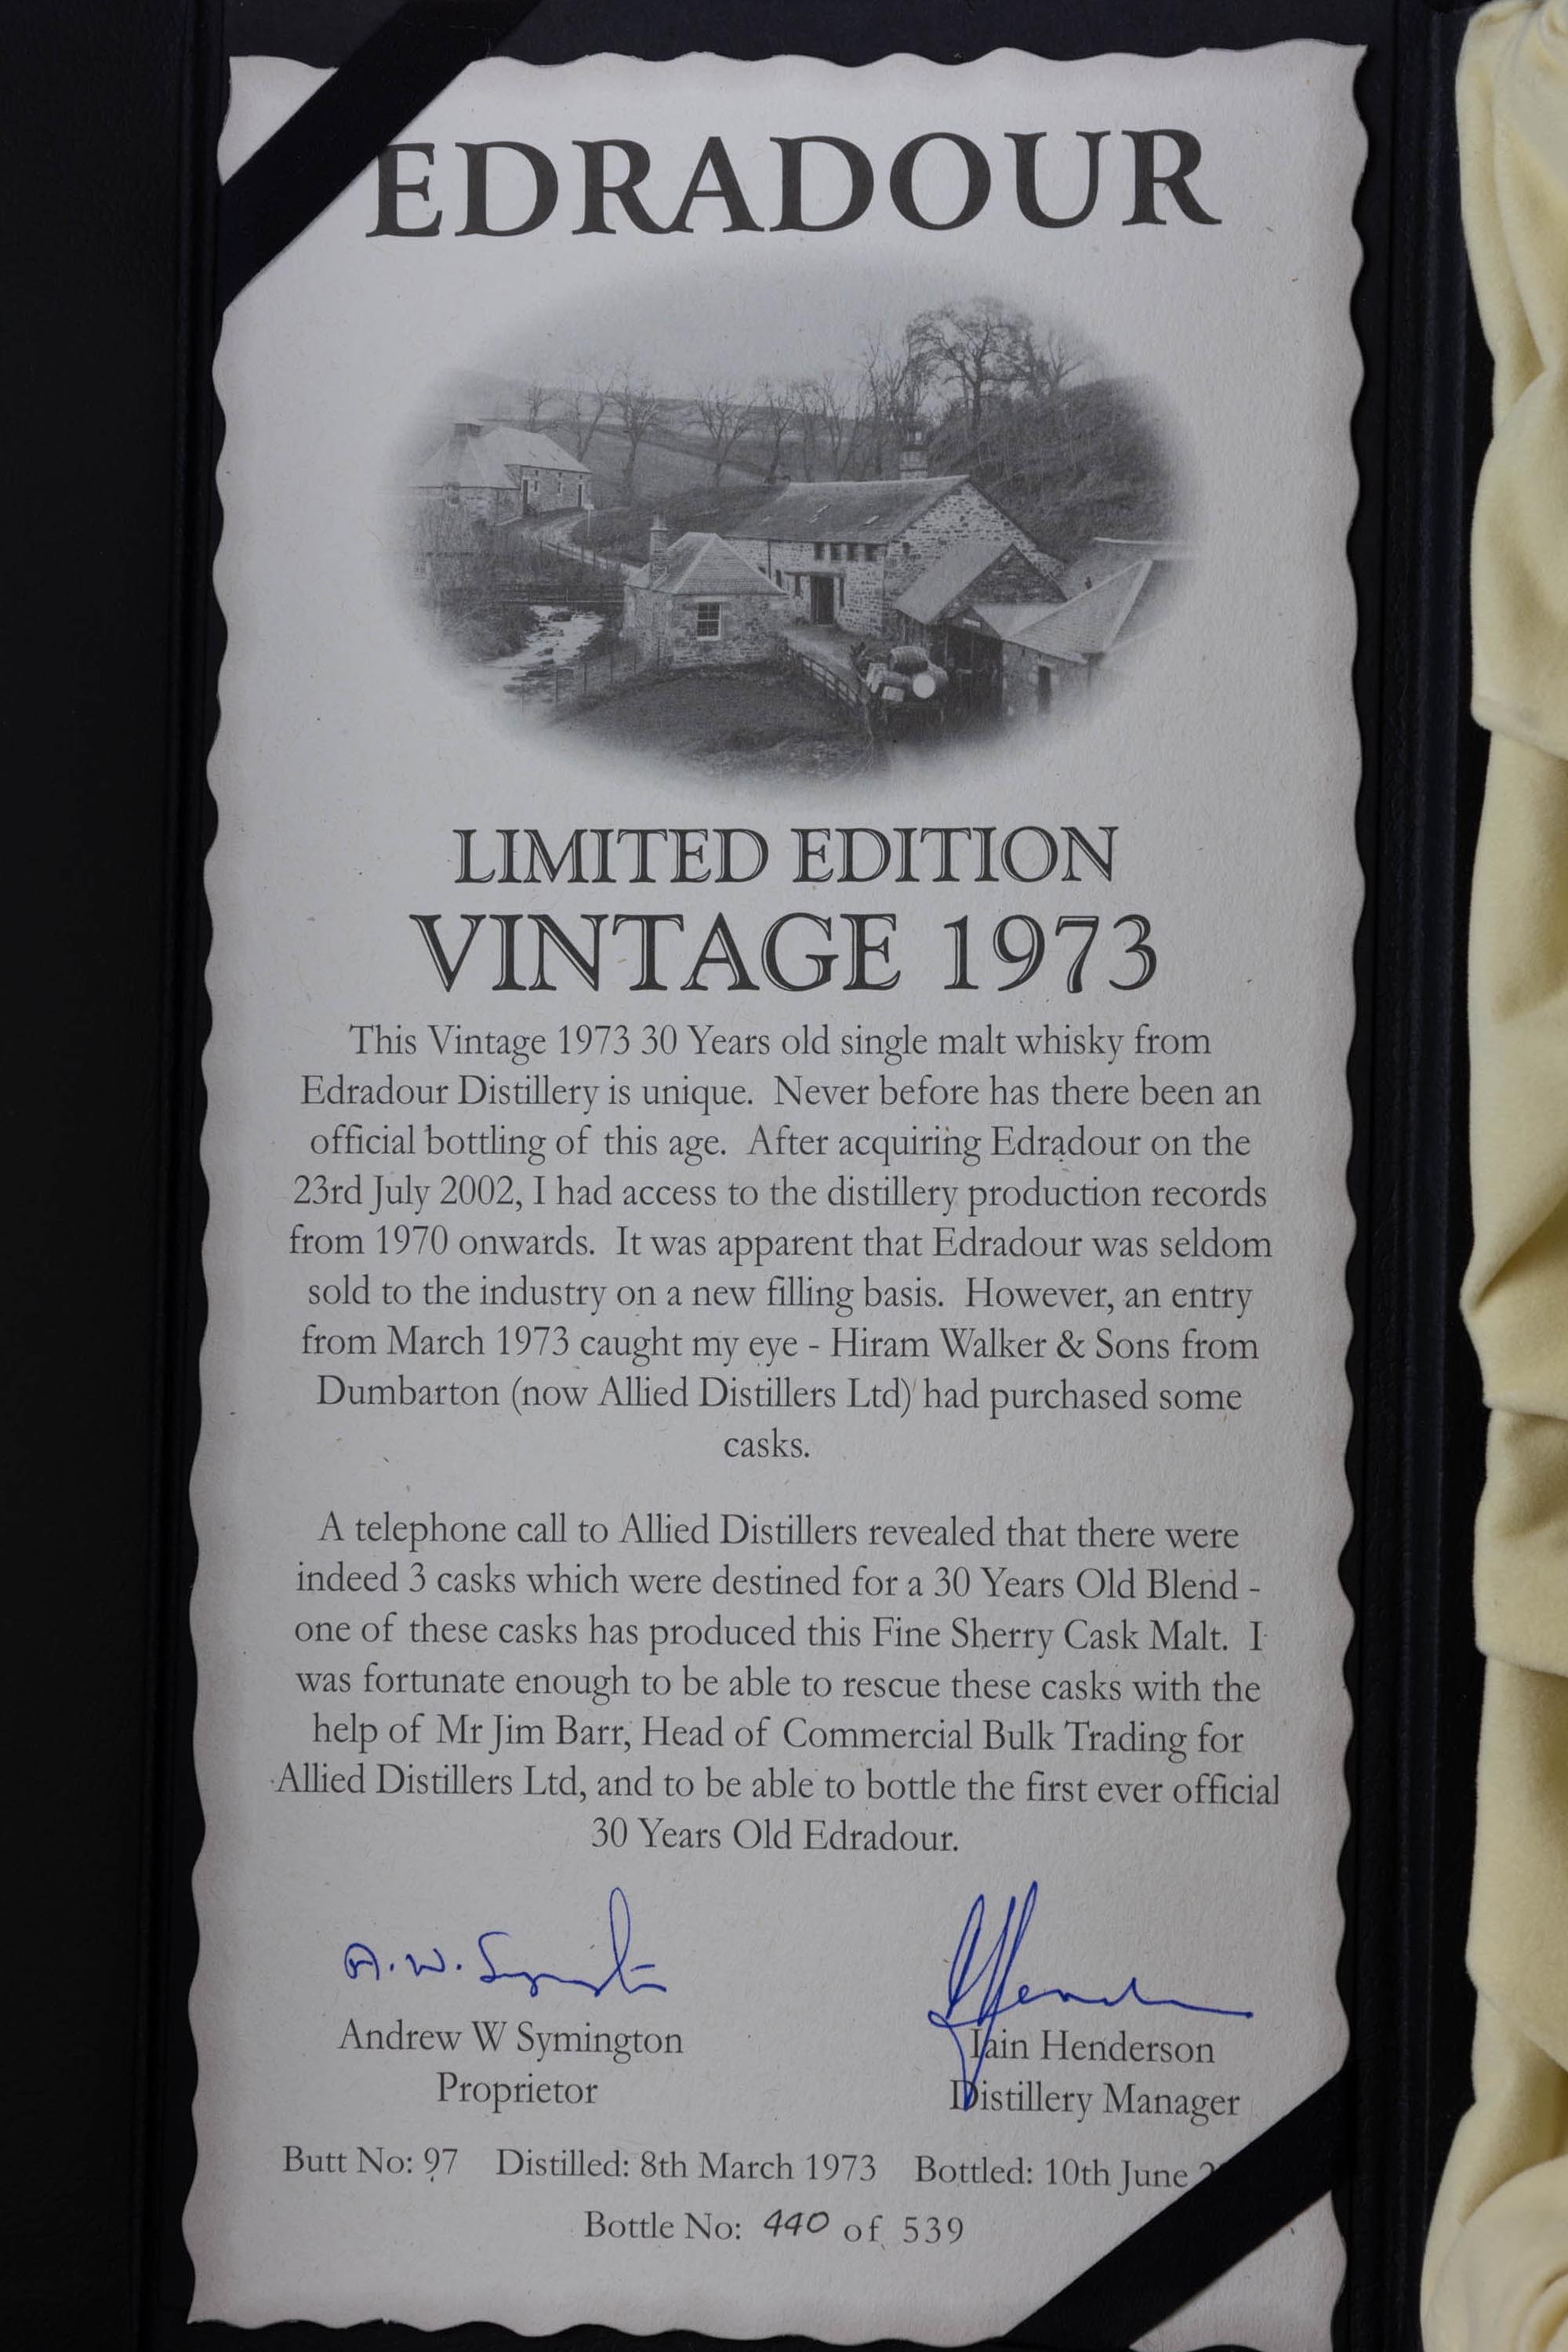 EDRADOUR
LIMITED EDITION
VINTAGE 1973
This Vintage 1973 30 Years old single malt whisky from
Edradour Distillery is unique. Never before has there been an
official bottling of this age. After acquiring Edradour on the
23rd July 2002, I had access to the distillery production records
from 1970 onwards. It was apparent that Edradour was seldom
sold to the industry on a new filling basis. However, an entry
from March 1973 caught my eye - Hiram Walker & Sons from
Dumbarton (now Allied Distillers Ltd) had purchased some
casks.
A telephone call to Allied Distillers revealed that there were
indeed 3 casks which were destined for a 30 Years Old Blend -
one of these casks has produced this Fine Sherry Cask Malt. I
was fortunate enough to be able to rescue these casks with the
help of Mr Jim Barr, Head of Commercial Bulk Trading for
Allied Distillers Ltd, and to be able to bottle the first ever official
30 Years Old Edradour.
A.W. Symington
Andrew W Symington
Proprietor
Iain Henderson
Distillery Manager
Butt No: 97 Distilled: 8th March 1973 Bottled: 10th June
Bottle No: 440 of 539